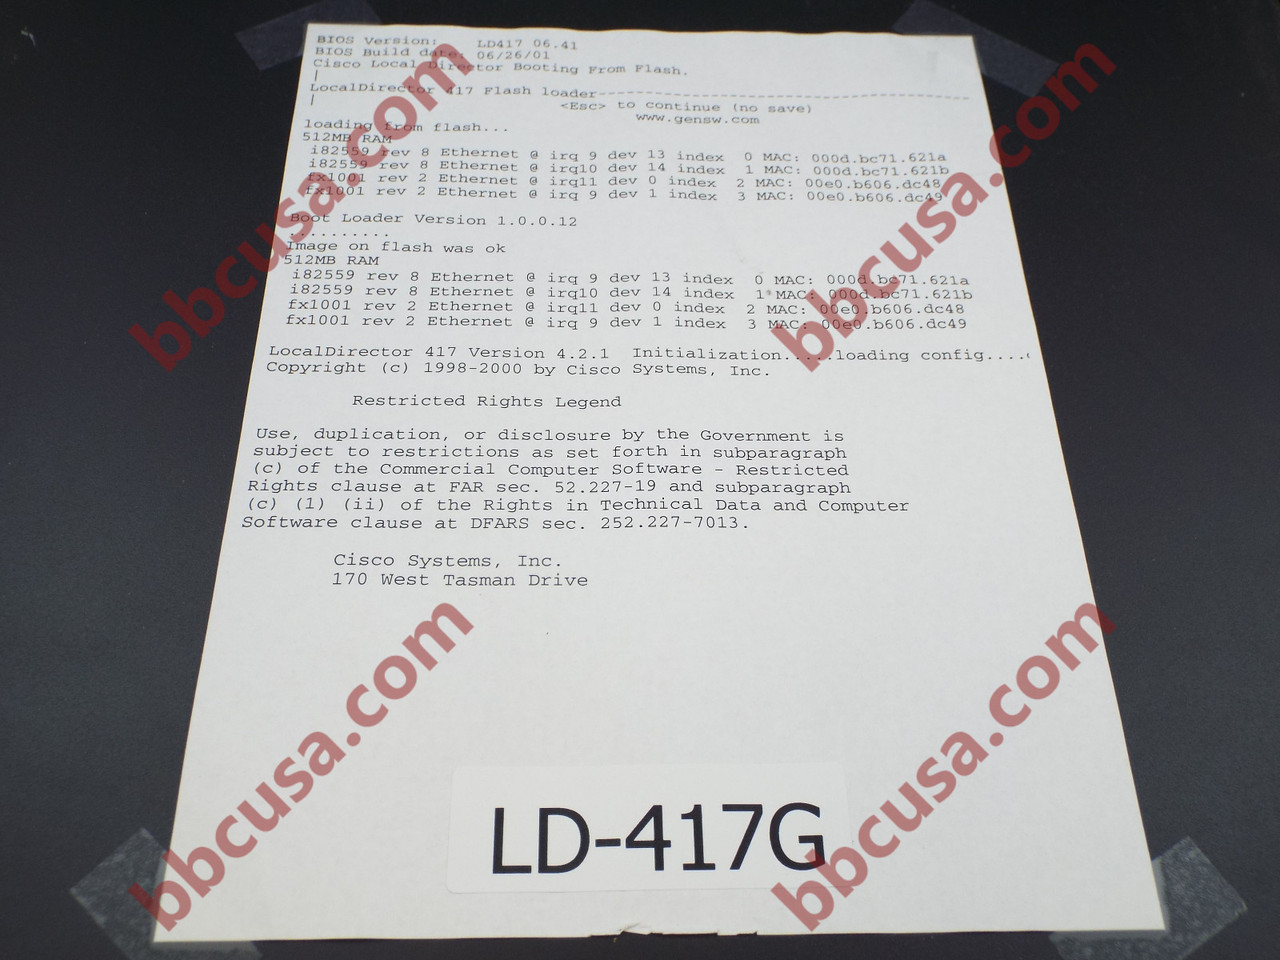 BIOS Version:    LD417 06.41
BIOS Build date: 06/26/01
Cisco Local Director Booting From Flash.
|
LocalDirector 417 Flash loader-----------------------------------------
|                    <Esc> to continue (no save)
www.gensw.com
loading from flash...
512MB RAM
i82559 rev 8 Ethernet @ irq 9 dev 13 index  0 MAC: 000d.bc71.621a
i82559 rev 8 Ethernet @ irq10 dev 14 index  1 MAC: 000d.bc71.621b
fx1001 rev 2 Ethernet @ irq11 dev 0 index  2 MAC: 00e0.b606.dc48
fx1001 rev 2 Ethernet @ irq 9 dev 1 index  3 MAC: 00e0.b606.dc49
Boot Loader Version 1.0.0.12
..........
Image on flash was ok
512MB RAM
i82559 rev 8 Ethernet @ irq 9 dev 13 index  0 MAC: 000d.bc71.621a
i82559 rev 8 Ethernet @ irq10 dev 14 index  1 MAC: 000d.bc71.621b
fx1001 rev 2 Ethernet @ irq11 dev 0 index  2 MAC: 00e0.b606.dc48
fx1001 rev 2 Ethernet @ irq 9 dev 1 index  3 MAC: 00e0.b606.dc49
LocalDirector 417 Version 4.2.1  Initialization.....loading config....
Copyright (c) 1998-2000 by Cisco Systems, Inc.
Restricted Rights Legend
Use, duplication, or disclosure by the Government is
subject to restrictions as set forth in subparagraph
(c) of the Commercial Computer Software - Restricted
Rights clause at FAR sec. 52.227-19 and subparagraph
(c) (1) (ii) of the Rights in Technical Data and Computer
Software clause at DFARS sec. 252.227-7013.
Cisco Systems, Inc.
170 West Tasman Drive
LD-417G
bbcusa.com
bbcusa.com
bbcusa.com
bbcusa.com